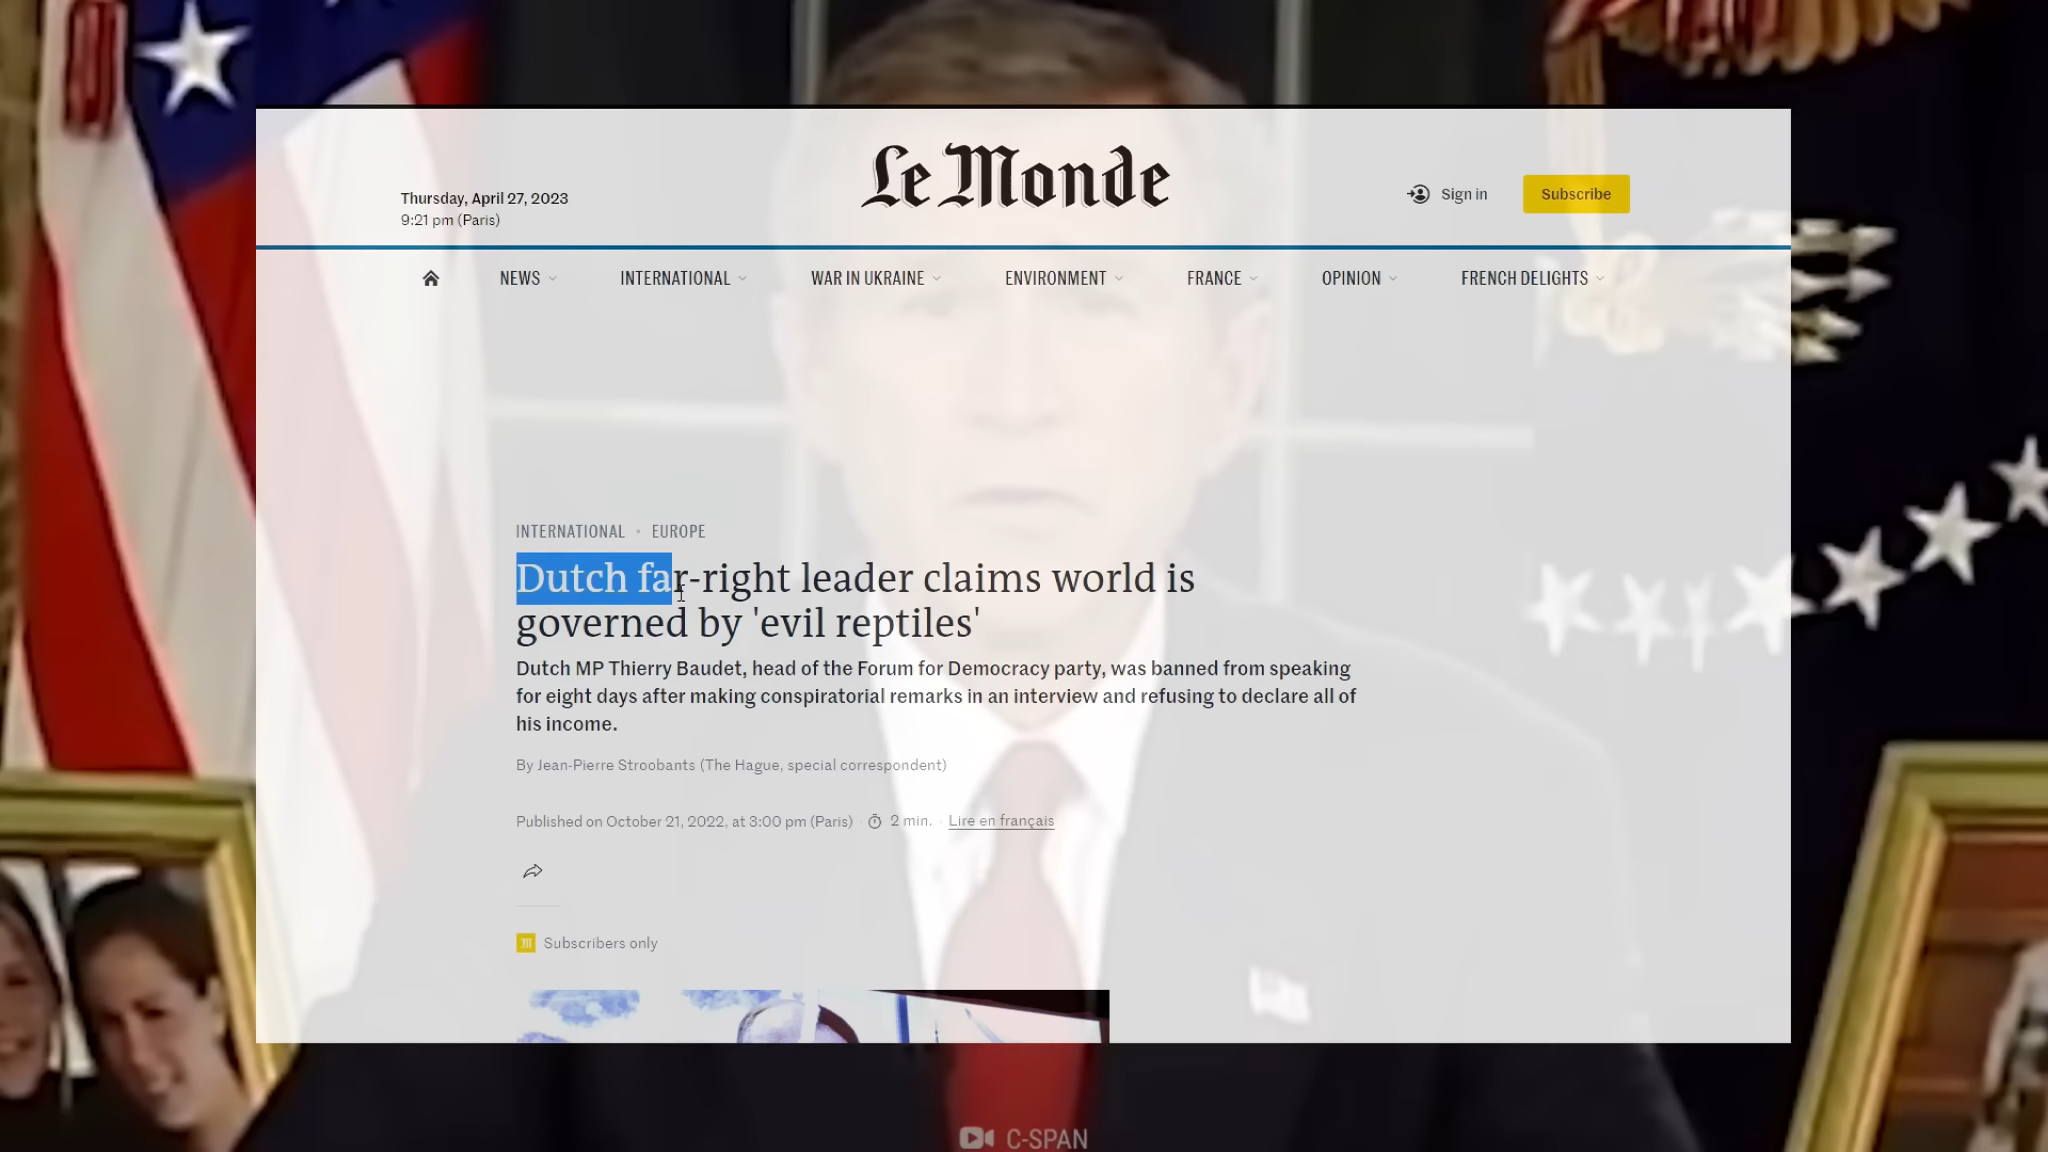 Le Monde
Thursday, April 27, 2023
9:21 pm (Paris)
Sign in
Subscribe
NEWS
INTERNATIONAL
WAR IN UKRAINE
ENVIRONMENT
FRANCE
OPINION
FRENCH DELIGHTS
INTERNATIONAL • EUROPE
Dutch far-right leader claims world is
governed by 'evil reptiles'
Dutch MP Thierry Baudet, head of the Forum for Democracy party, was banned from speaking
for eight days after making conspiratorial remarks in an interview and refusing to declare all of
his income.
By Jean-Pierre Stroobants (The Hague, special correspondent)
Published on October 21, 2022, at 3:00 pm (Paris) · 2 min. · Lire en français
M Subscribers only
C-SPAN